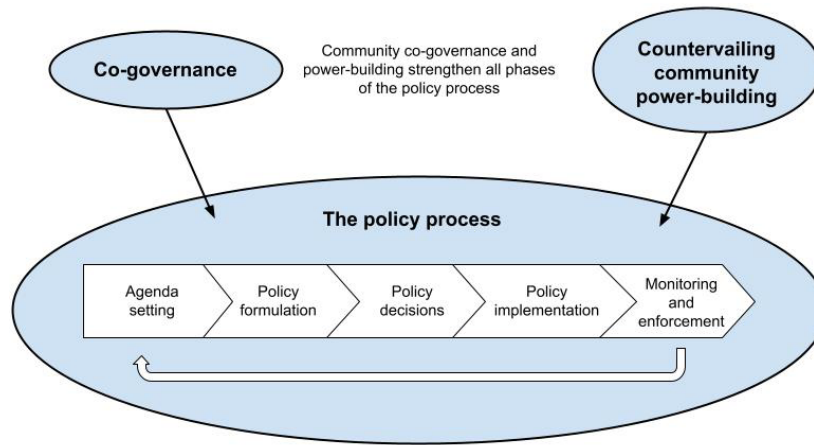 Co-governance
Community co-governance and
power-building strengthen all phases
of the policy process
Countervailing
community
power-building
The policy process
Agenda
setting
Policy
formulation
Policy
decisions
Policy
implementation
Monitoring
and
enforcement